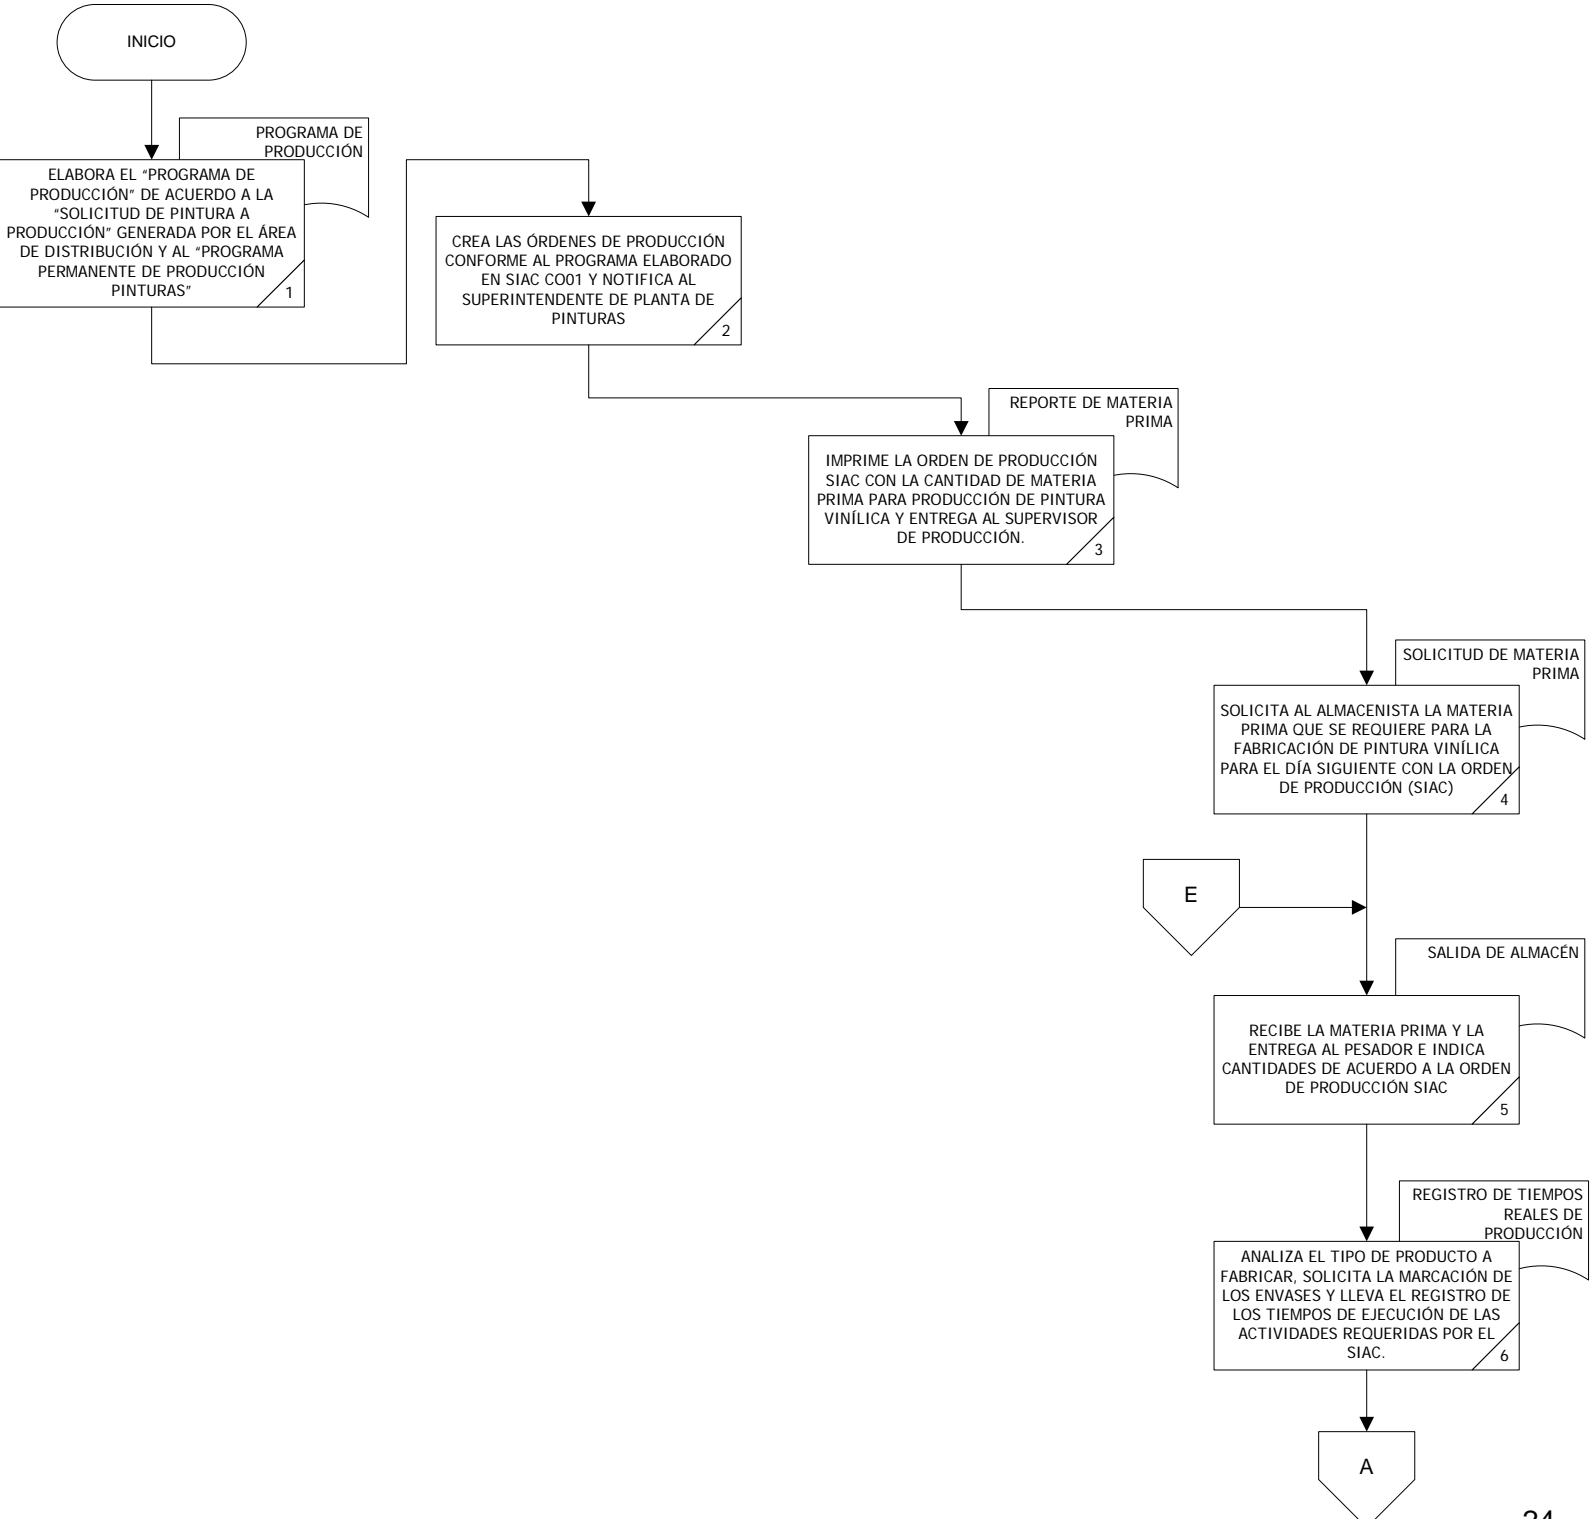 INICIO
PROGRAMA DE
PRODUCCIÓN
ELABORA EL “PROGRAMA DE
PRODUCCIÓN” DE ACUERDO A LA
“SOLICITUD DE PINTURA A
PRODUCCIÓN” GENERADA POR EL ÁREA
DE DISTRIBUCIÓN Y AL “PROGRAMA
PERMANENTE DE PRODUCCIÓN
PINTURAS”
1
CREA LAS ÓRDENES DE PRODUCCIÓN
CONFORME AL PROGRAMA ELABORADO
EN SIAC CO01 Y NOTIFICA AL
SUPERINTENDENTE DE PLANTA DE
PINTURAS
2
REPORTE DE MATERIA
PRIMA
IMPRIME LA ORDEN DE PRODUCCIÓN
SIAC CON LA CANTIDAD DE MATERIA
PRIMA PARA PRODUCCIÓN DE PINTURA
VINÍLICA Y ENTREGA AL SUPERVISOR
DE PRODUCCIÓN.
3
SOLICITUD DE MATERIA
PRIMA
SOLICITA AL ALMACENISTA LA MATERIA
PRIMA QUE SE REQUIERE PARA LA
FABRICACIÓN DE PINTURA VINÍLICA
PARA EL DÍA SIGUIENTE CON LA ORDEN
DE PRODUCCIÓN (SIAC)
4
E
SALIDA DE ALMACÉN
RECIBE LA MATERIA PRIMA Y LA
ENTREGA AL PESADOR E INDICA
CANTIDADES DE ACUERDO A LA ORDEN
DE PRODUCCIÓN SIAC
5
REGISTRO DE TIEMPOS
REALES DE
PRODUCCIÓN
ANALIZA EL TIPO DE PRODUCTO A
FABRICAR, SOLICITA LA MARCACIÓN DE
LOS ENVASES Y LLEVA EL REGISTRO DE
LOS TIEMPOS DE EJECUCIÓN DE LAS
ACTIVIDADES REQUERIDAS POR EL
SIAC.
6
A